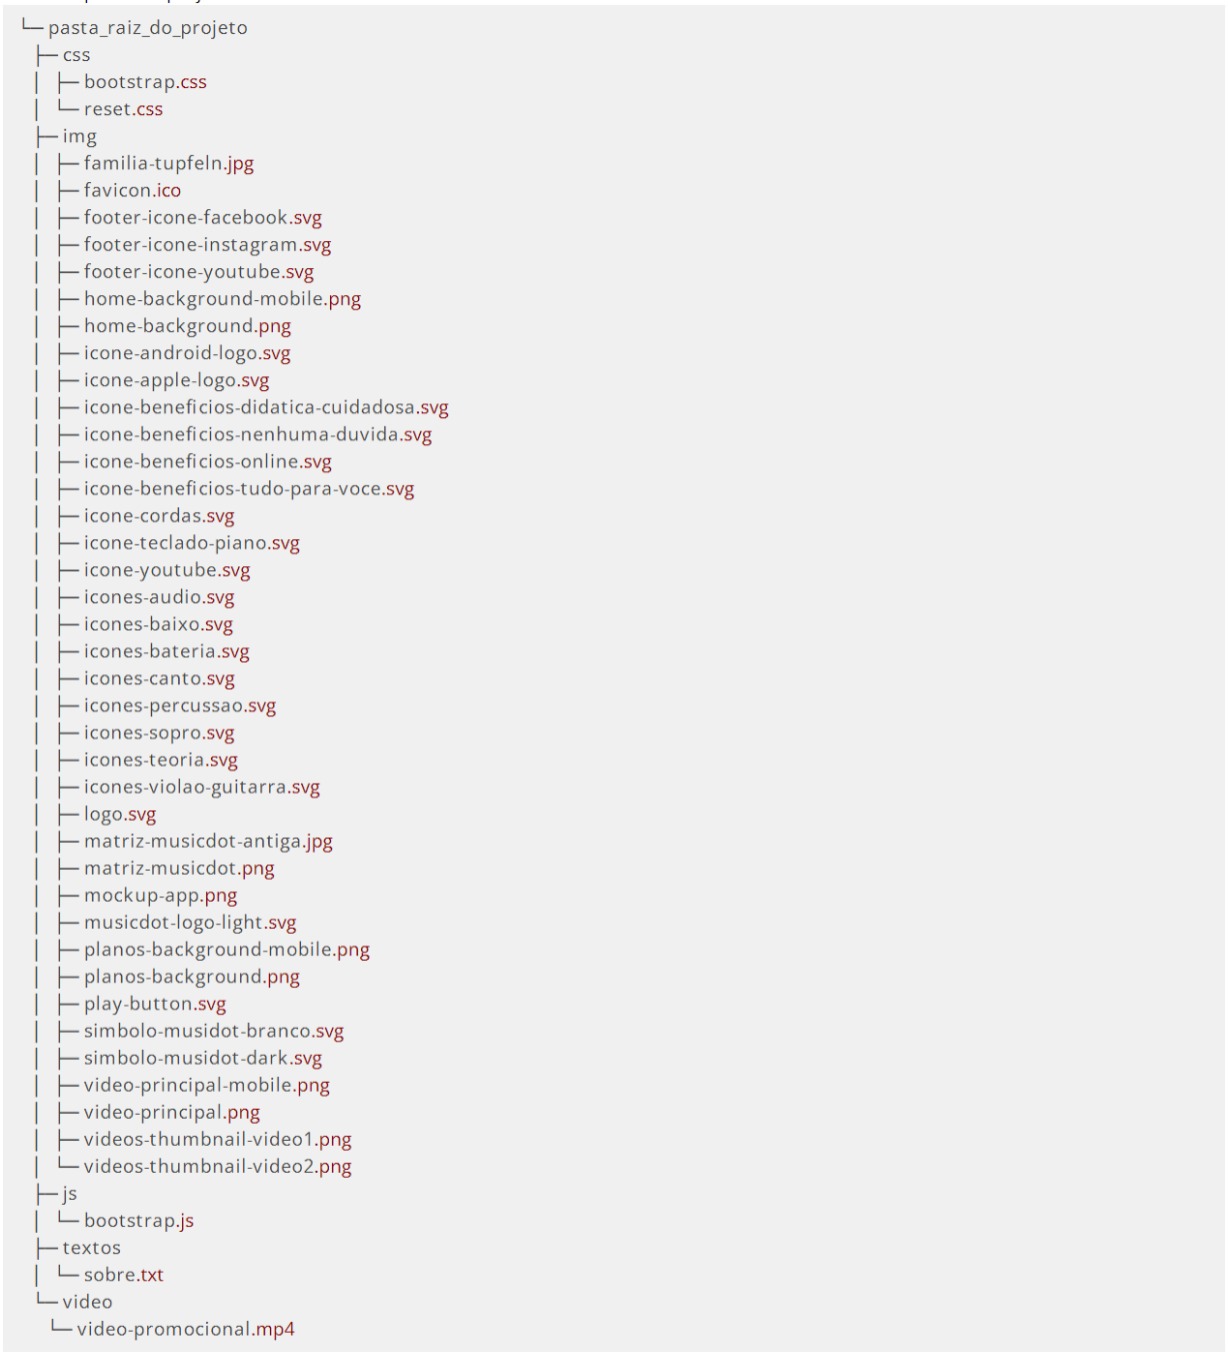 └─ pasta_raiz_do_projeto
├─ css
│ ├─ bootstrap.css
│ └─ reset.css
├─ img
│ ├─ familia-tupfeln.jpg
│ ├─ favicon.ico
│ ├─ footer-icone-facebook.svg
│ ├─ footer-icone-instagram.svg
│ ├─ footer-icone-youtube.svg
│ ├─ home-background-mobile.png
│ ├─ home-background.png
│ ├─ icone-android-logo.svg
│ ├─ icone-apple-logo.svg
│ ├─ icone-beneficios-didatica-cuidadosa.svg
│ ├─ icone-beneficios-nenhuma-duvida.svg
│ ├─ icone-beneficios-online.svg
│ ├─ icone-beneficios-tudo-para-voce.svg
│ ├─ icone-cordas.svg
│ ├─ icone-teclado-piano.svg
│ ├─ icone-youtube.svg
│ ├─ icones-audio.svg
│ ├─ icones-baixo.svg
│ ├─ icones-bateria.svg
│ ├─ icones-canto.svg
│ ├─ icones-percussao.svg
│ ├─ icones-sopro.svg
│ ├─ icones-teoria.svg
│ ├─ icones-violao-guitarra.svg
│ ├─ logo.svg
│ ├─ matriz-musicdot-antiga.jpg
│ ├─ matriz-musicdot.png
│ ├─ mockup-app.png
│ ├─ musicdot-logo-light.svg
│ ├─ planos-background-mobile.png
│ ├─ planos-background.png
│ ├─ play-button.svg
│ ├─ simbolo-musidot-branco.svg
│ ├─ simbolo-musidot-dark.svg
│ ├─ video-principal-mobile.png
│ ├─ video-principal.png
│ ├─ videos-thumbnail-video1.png
│ └─ videos-thumbnail-video2.png
├─ js
│ └─ bootstrap.js
├─ textos
│ └─ sobre.txt
└─ video
└─ video-promocional.mp4